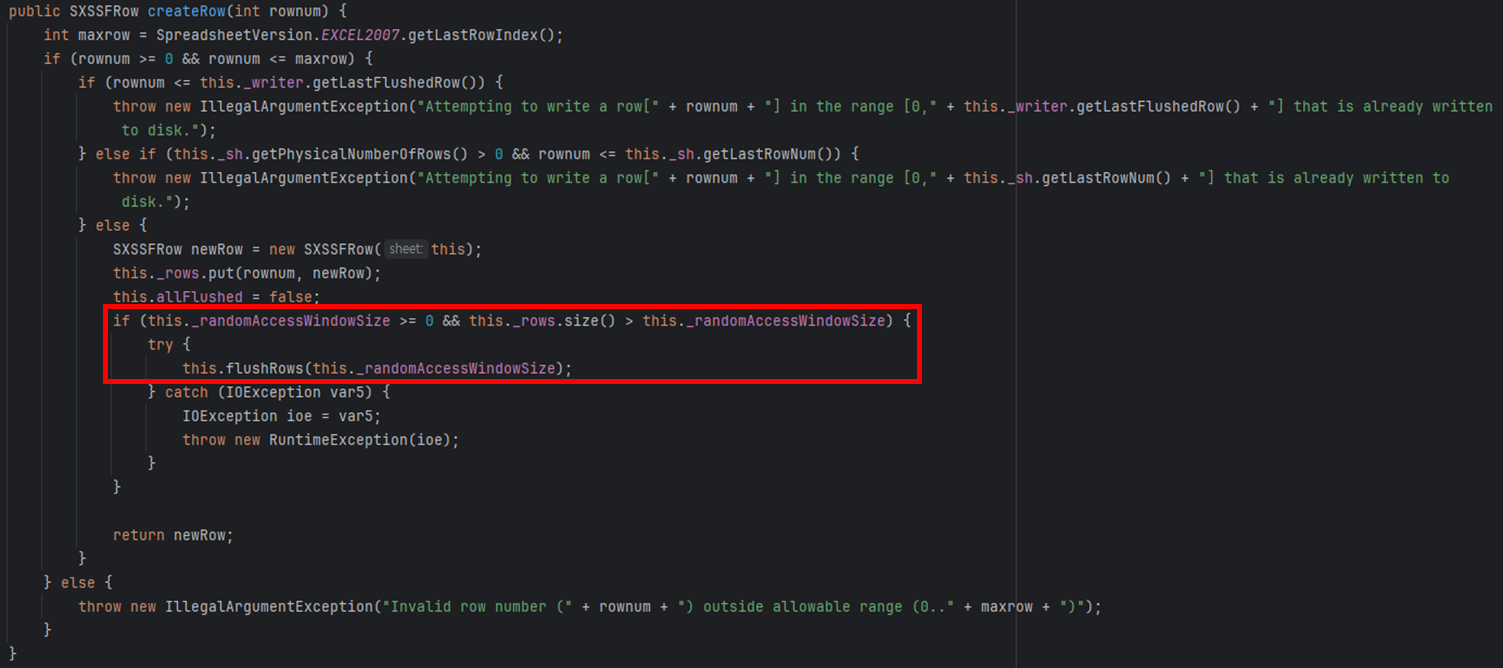 public SXSSFRow createRow(int rownum) {
    int maxrow = SpreadsheetVersion.EXCEL2007.getLastRowIndex();
    if (rownum >= 0 && rownum <= maxrow) {
        if (rownum <= this._writer.getLastFlushedRow()) {
            throw new IllegalArgumentException("Attempting to write a row[" + rownum + "] in the range [0," + this._writer.getLastFlushedRow() + "] that is already written
             to disk.");
        } else if (this._sh.getPhysicalNumberOfRows() > 0 && rownum <= this._sh.getLastRowNum()) {
            throw new IllegalArgumentException("Attempting to write a row[" + rownum + "] in the range [0," + this._sh.getLastRowNum() + "] that is already written to
             disk.");
        } else {
            SXSSFRow newRow = new SXSSFRow( sheet: this);
            this._rows.put(rownum, newRow);
            this.allFlushed = false;
            if (this._randomAccessWindowSize >= 0 && this._rows.size() > this._randomAccessWindowSize) {
                try {
                    this.flushRows(this._randomAccessWindowSize);
                } catch (IOException var5) {
                    IOException ioe = var5;
                    throw new RuntimeException(ioe);
                }
            }
            return newRow;
        }
    } else {
        throw new IllegalArgumentException("Invalid row number (" + rownum + ") outside allowable range (0.." + maxrow + ")");
    }
}